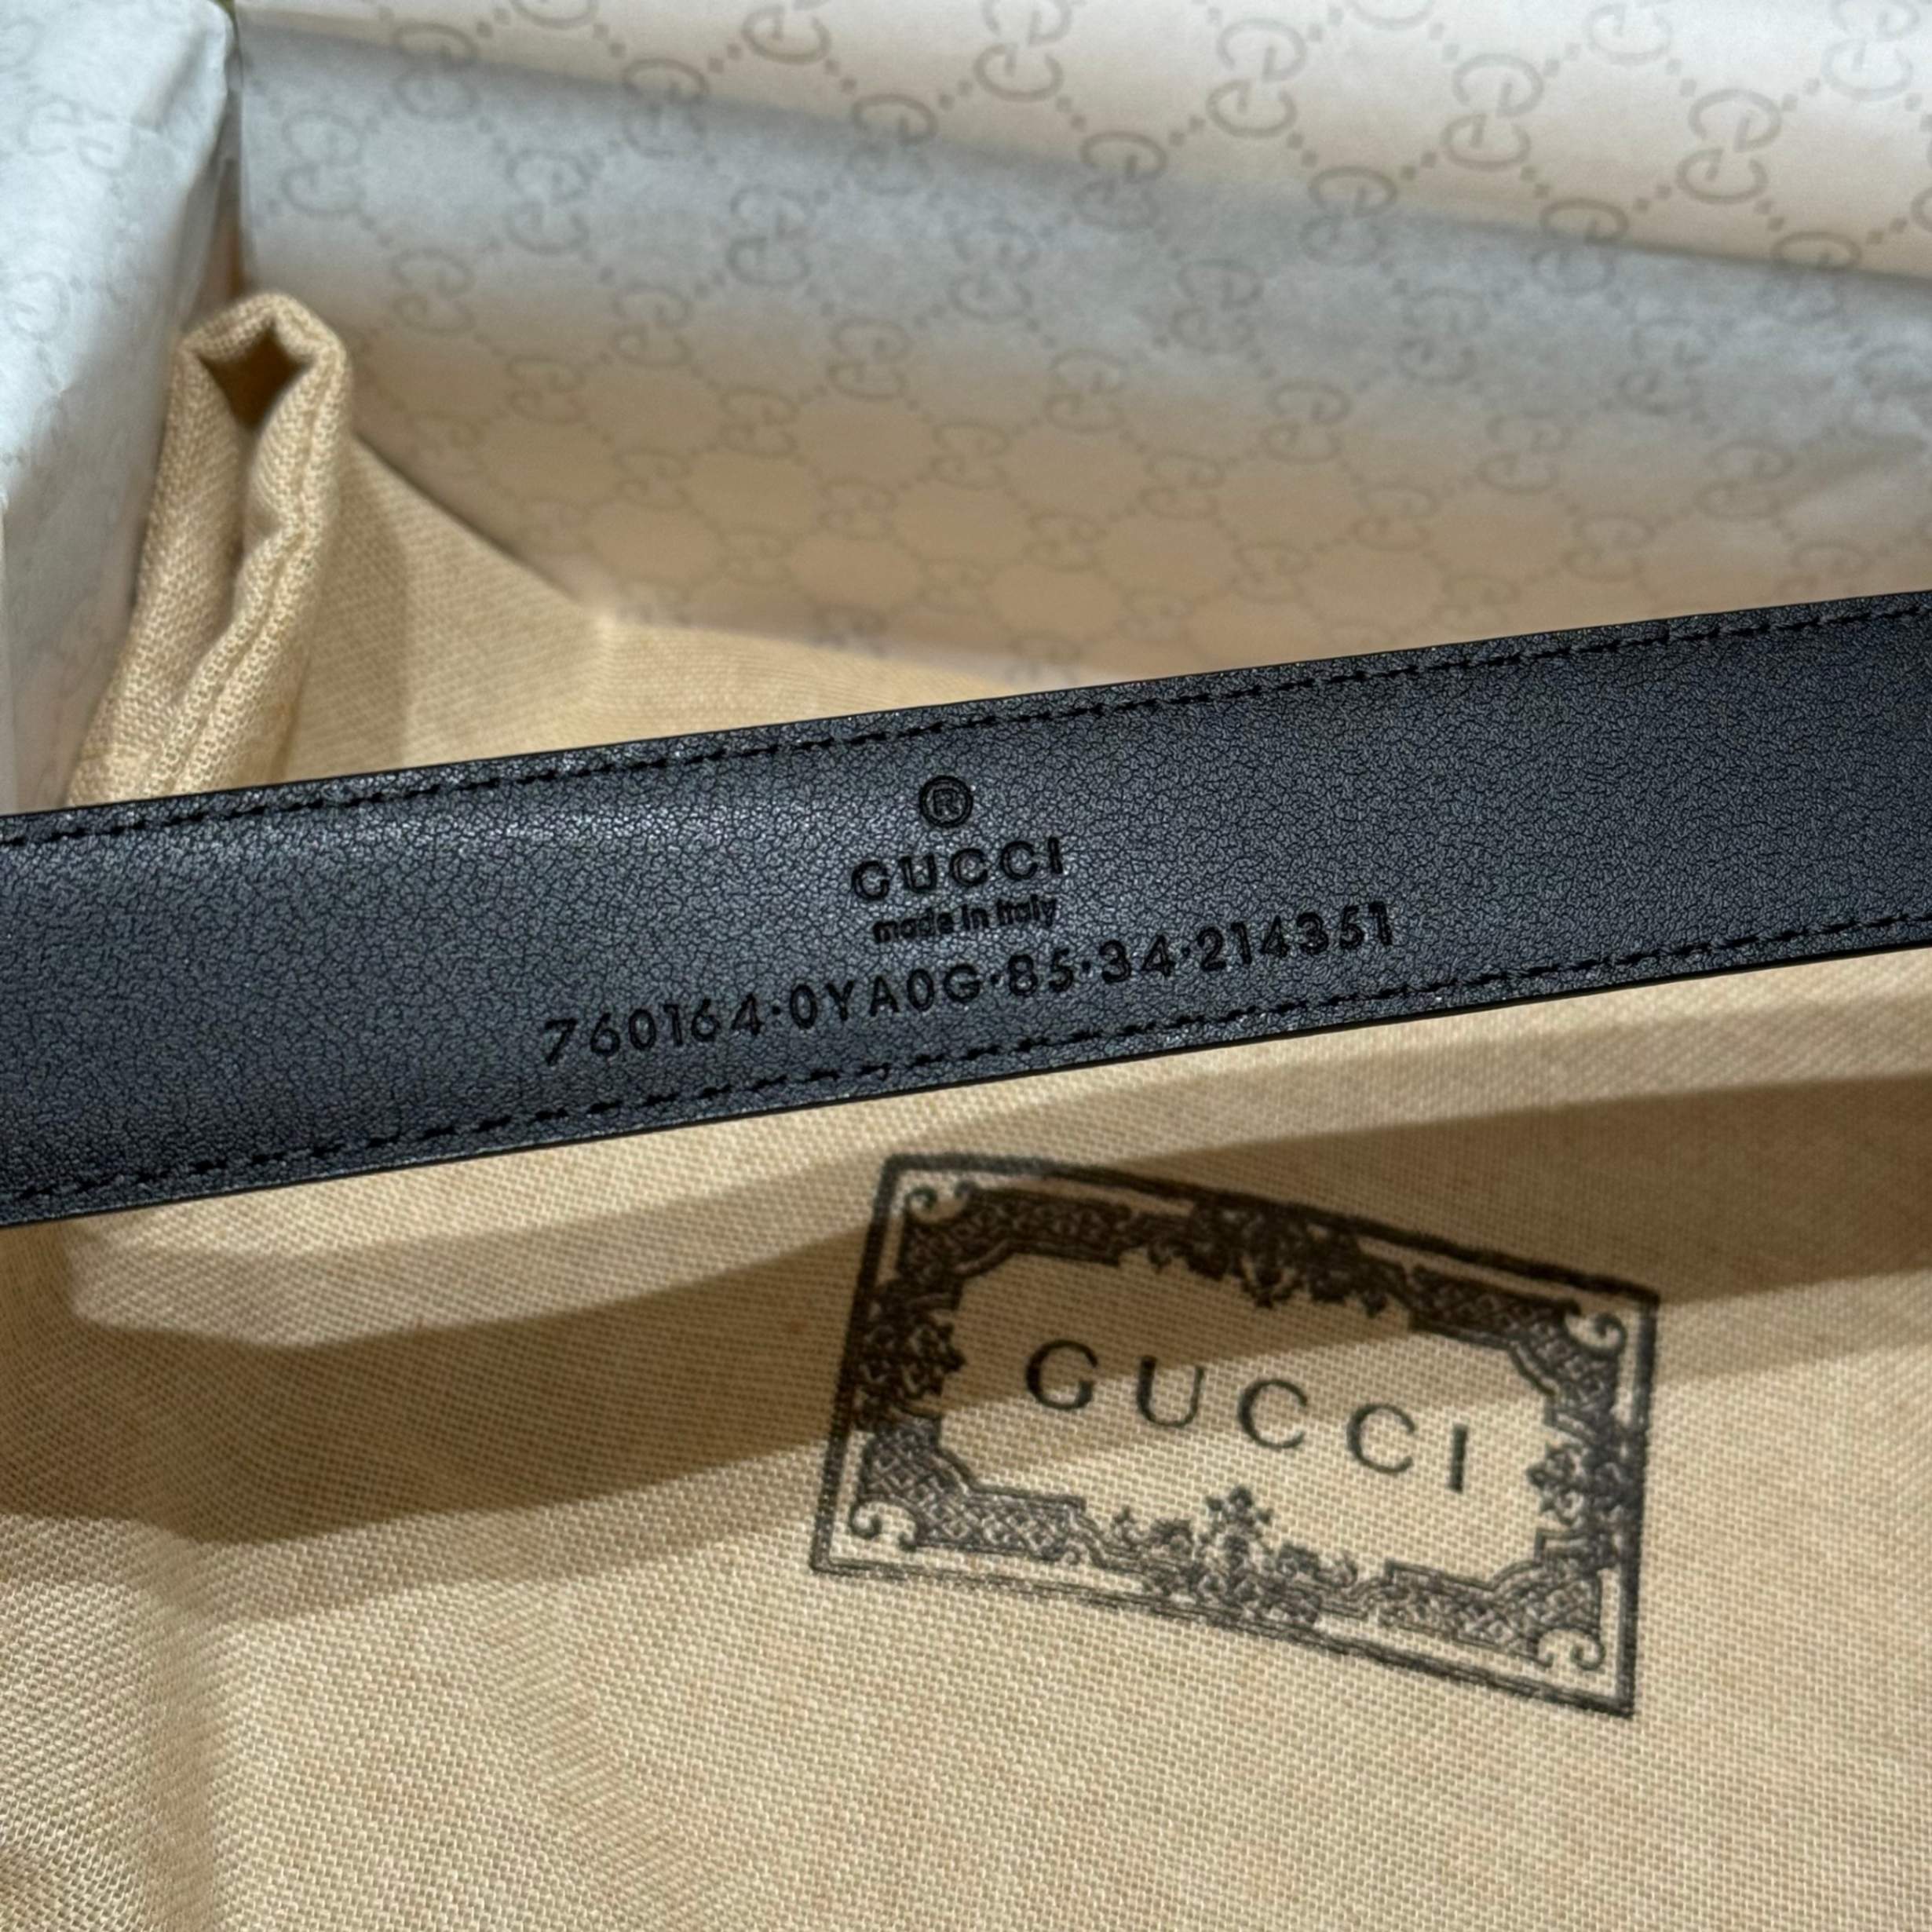 ®
GUCCI
made in Italy
760164·0YA0G·85·34·214351
GUCCI